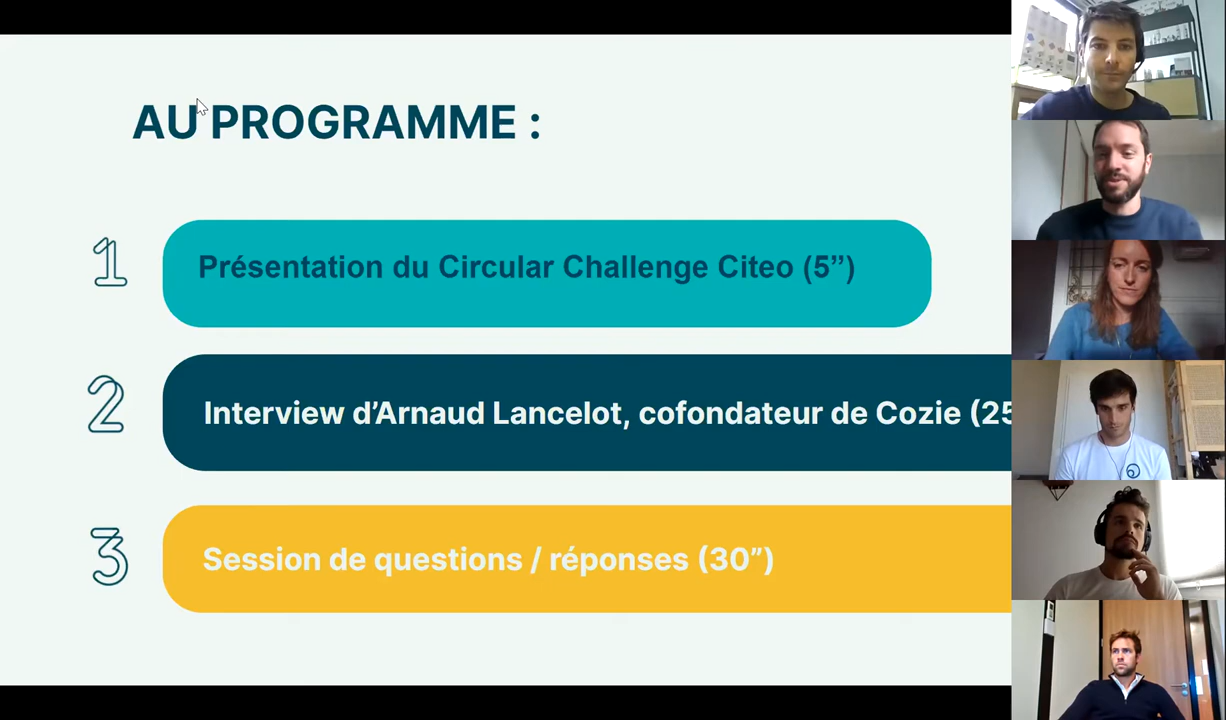 AU PROGRAMME :
1
Présentation du Circular Challenge Citeo (5”)
2
Interview d’Arnaud Lancelot, cofondateur de Cozie (25
3
Session de questions / réponses (30”)